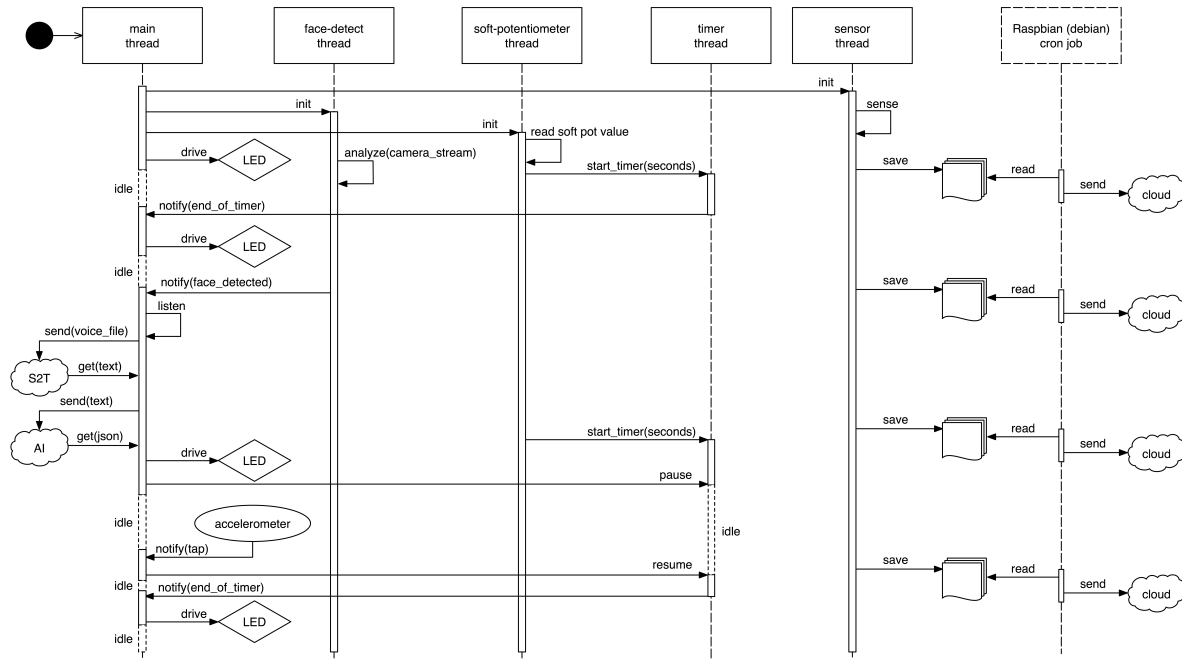 main
thread
face-detect
thread
soft-potentiometer
thread
timer
thread
sensor
thread
Raspbian (debian)
cron job
init
init
sense
init
read soft pot value
drive
LED
analyze(camera_stream)
start_timer(seconds)
save
read
send
cloud
idle
notify(end_of_timer)
drive
LED
idle
notify(face_detected)
save
read
send
cloud
listen
send(voice_file)
S2T
get(text)
send(text)
AI
get(json)
start_timer(seconds)
save
read
send
cloud
drive
LED
pause
idle
accelerometer
idle
notify(tap)
resume
save
read
send
cloud
idle
notify(end_of_timer)
drive
LED
idle